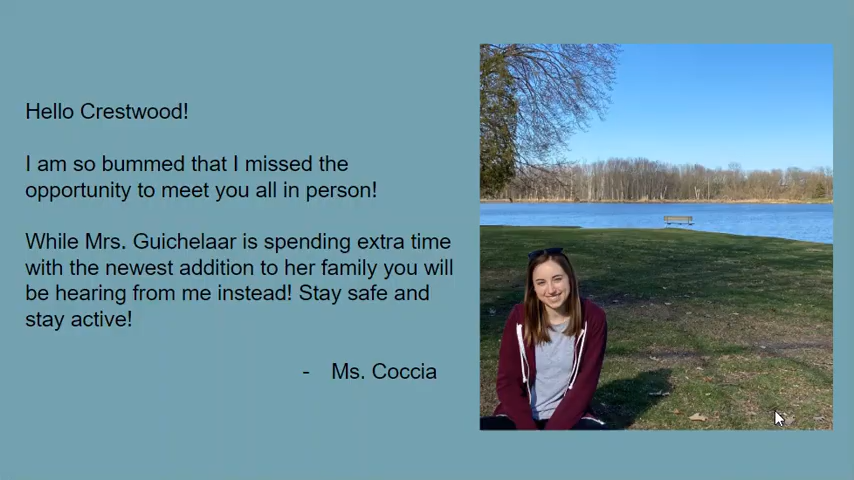 Hello Crestwood!
I am so bummed that I missed the
opportunity to meet you all in person!
While Mrs. Guichelaar is spending extra time
with the newest addition to her family you will
be hearing from me instead! Stay safe and
stay active!
- Ms. Coccia